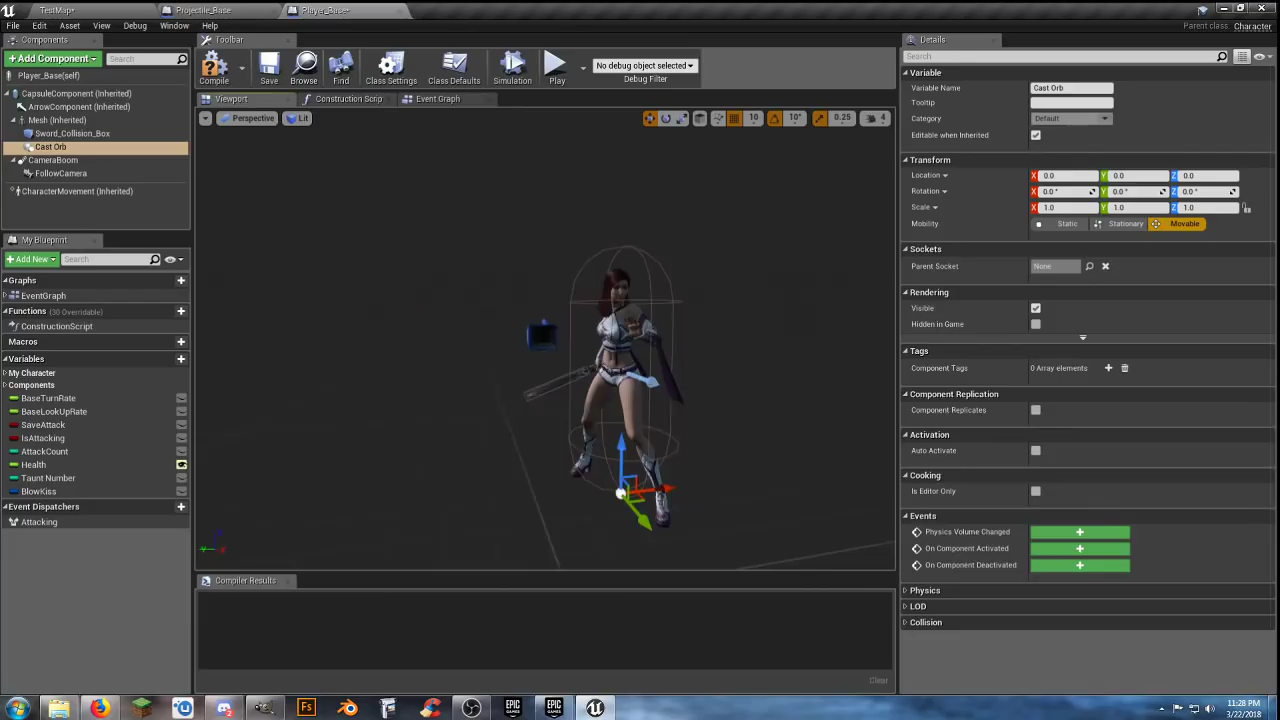 TestMap*
Projectile_Base
Player_Base*
File Edit Asset View Debug Window Help
Parent class: Character
Components
Toolbar
Details
+ Add Component
Search
Compile Save Browse Find Class Settings Class Defaults Simulation Play
No debug object selected
Debug Filter
Search
Player_Base(self)
CapsuleComponent (Inherited)
ArrowComponent (Inherited)
Mesh (Inherited)
Sword_Collision_Box
Cast Orb
CameraBoom
FollowCamera
CharacterMovement (Inherited)
Viewport
Construction Scrip
Event Graph
Perspective
Lit
10
10°
0.25
4
Variable
Variable Name Cast Orb
Tooltip
Category Default
Editable when Inherited
Transform
Location X 0.0 Y 0.0 Z 0.0
Rotation X 0.0 ° Y 0.0 ° Z 0.0 °
Scale X 1.0 Y 1.0 Z 1.0
Mobility Static Stationary Movable
Sockets
Parent Socket None
Rendering
Visible
Hidden in Game
Tags
Component Tags 0 Array elements
Component Replication
Component Replicates
Activation
Auto Activate
Cooking
Is Editor Only
Events
Physics Volume Changed
On Component Activated
On Component Deactivated
Physics
LOD
Collision
My Blueprint
+ Add New
Search
Graphs
EventGraph
Functions (30 Overridable)
ConstructionScript
Macros
Variables
My Character
Components
BaseTurnRate
BaseLookUpRate
SaveAttack
IsAttacking
AttackCount
Health
Taunt Number
BlowKiss
Event Dispatchers
Attacking
Compiler Results
Clear
Fs
EPIC GAMES
EPIC GAMES
11:28 PM
3/22/2018